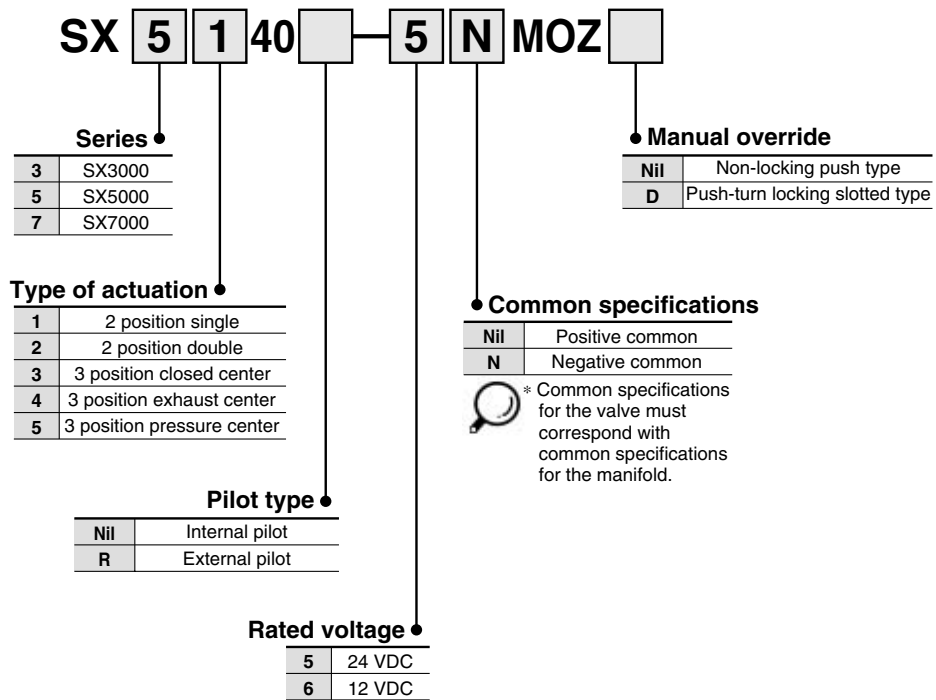 SX 5 1 40 — 5 N MOZ
Series
3 SX3000
5 SX5000
7 SX7000
Manual override
Nil Non-locking push type
D Push-turn locking slotted type
Type of actuation
1 2 position single
2 2 position double
3 3 position closed center
4 3 position exhaust center
5 3 position pressure center
Common specifications
Nil Positive common
N Negative common
* Common specifications
for the valve must
correspond with
common specifications
for the manifold.
Pilot type
Nil Internal pilot
R External pilot
Rated voltage
5 24 VDC
6 12 VDC